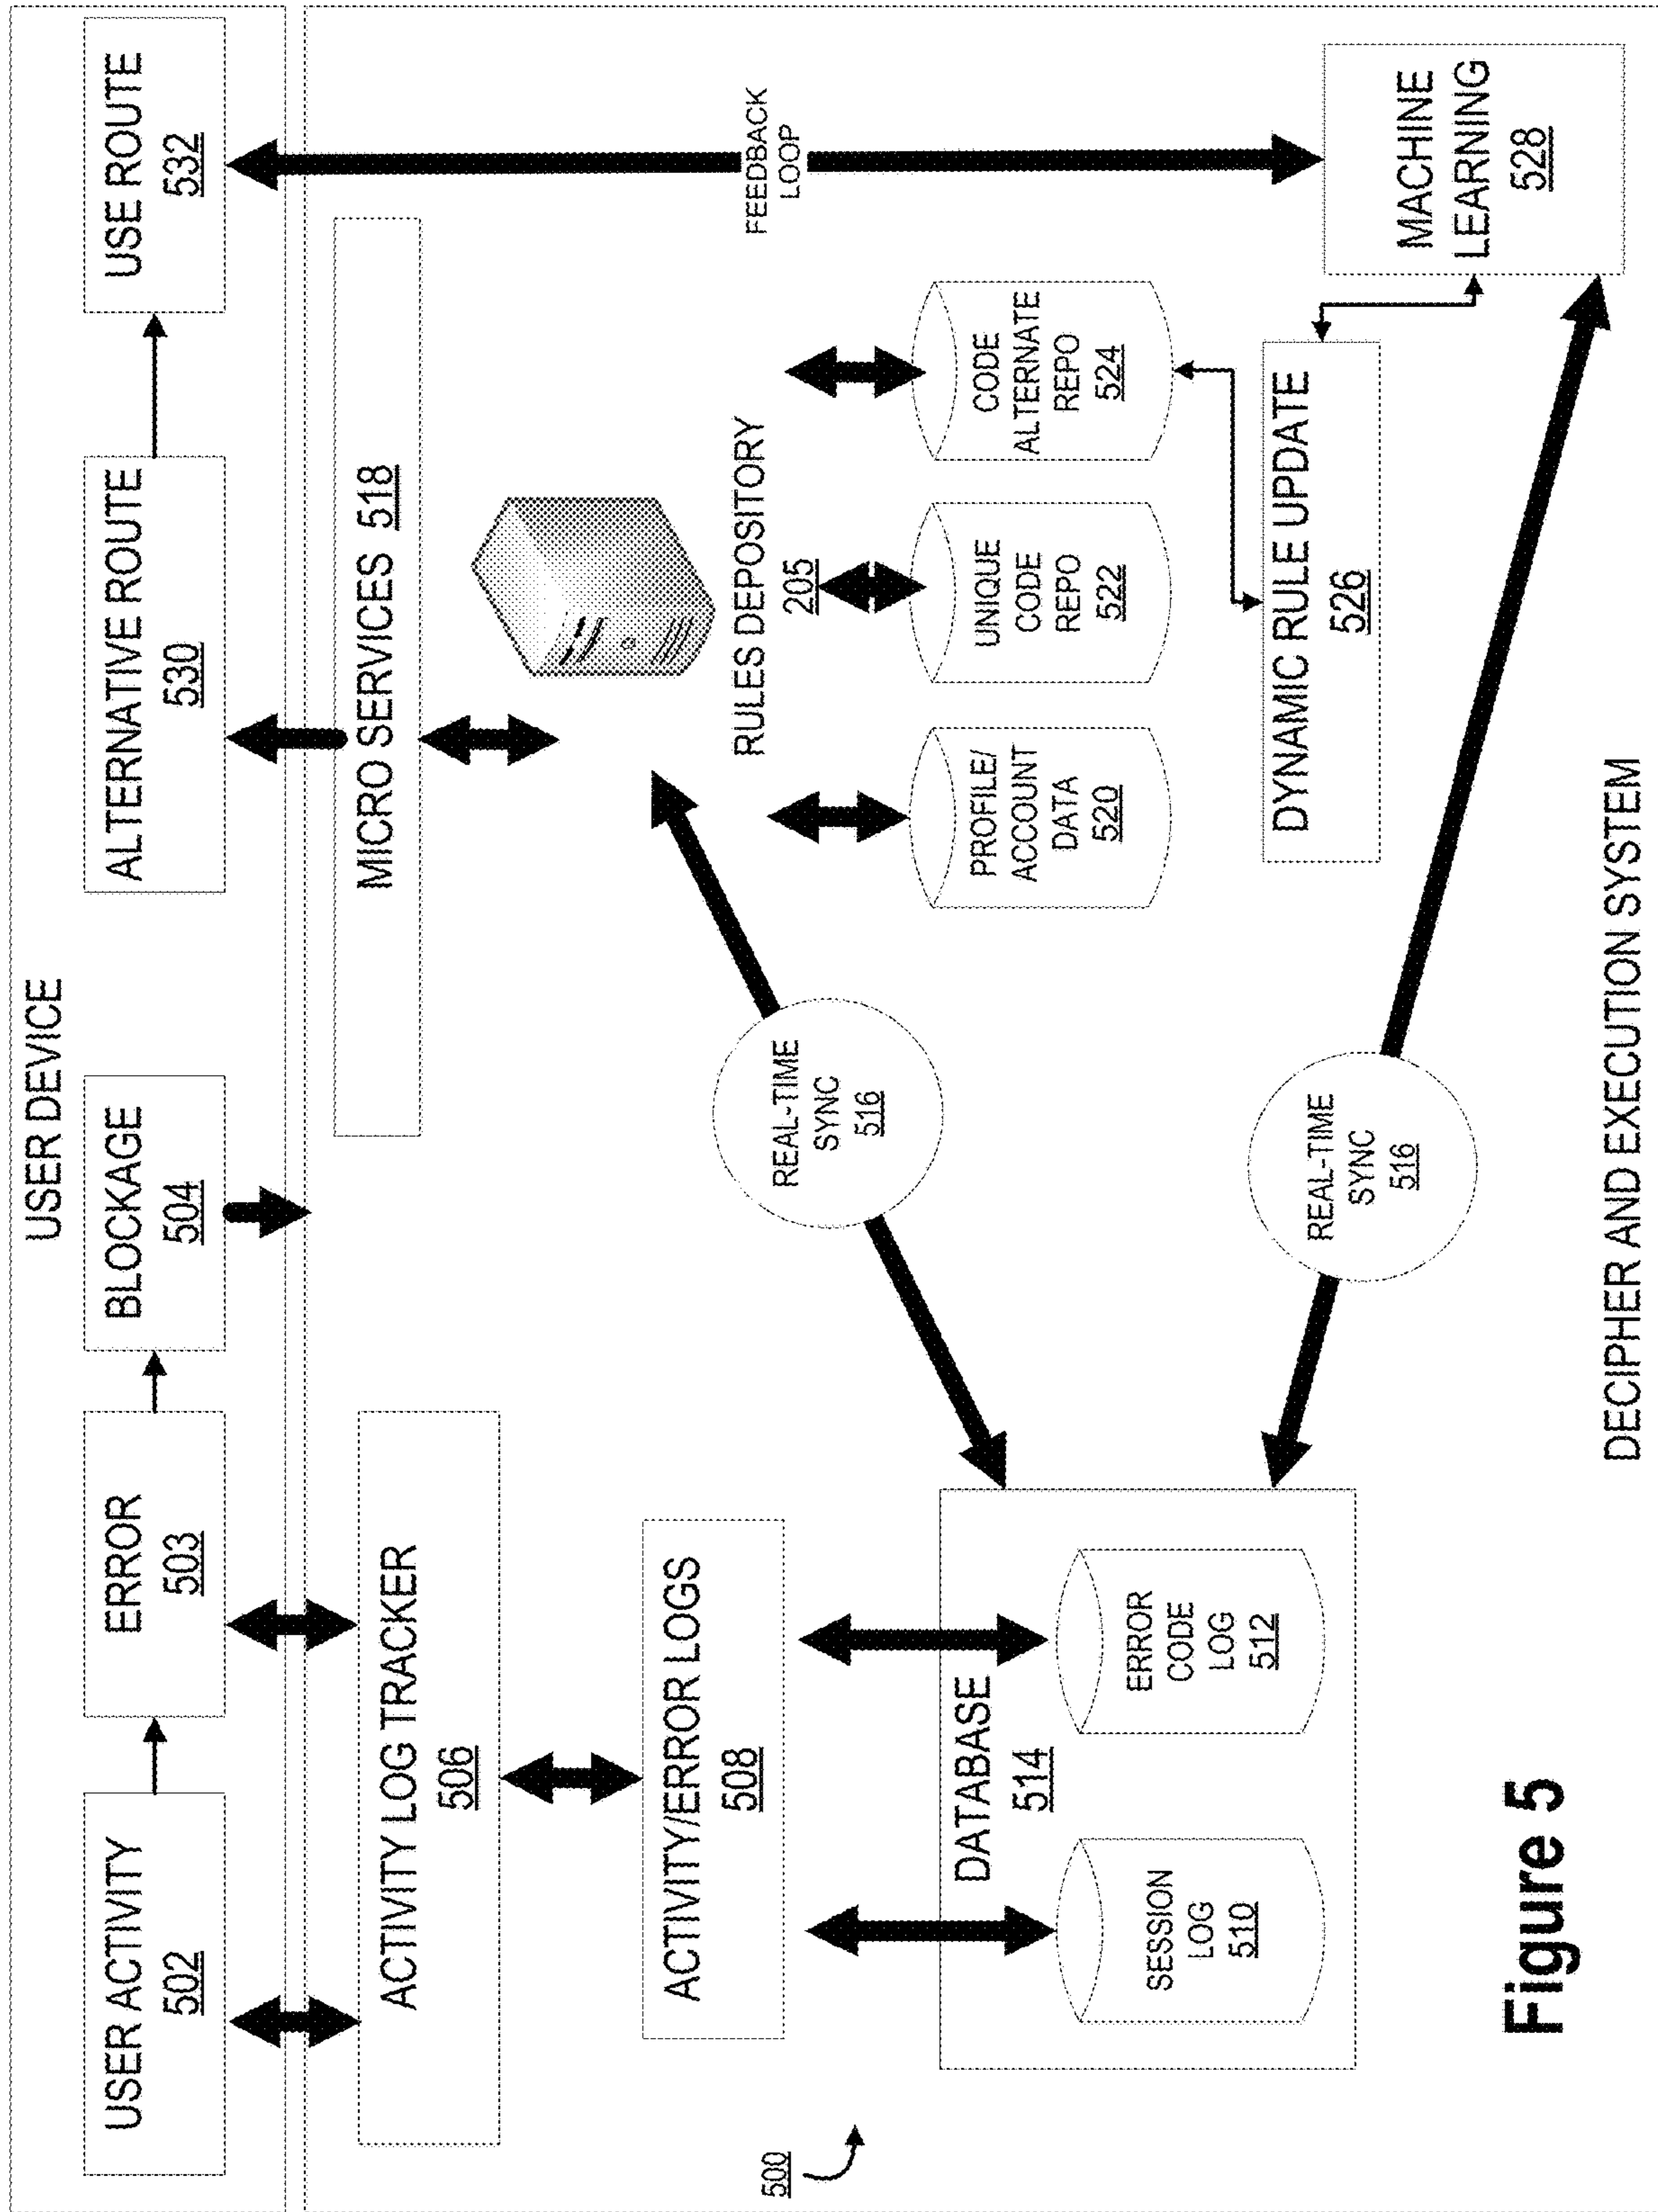 USER DEVICE
USER ACTIVITY
502
ERROR
503
BLOCKAGE
504
ALTERNATIVE ROUTE
530
USE ROUTE
532
ACTIVITY LOG TRACKER
506
MICRO SERVICES 518
ACTIVITY/ERROR LOGS
508
RULES DEPOSITORY
205
FEEDBACK
LOOP
REAL-TIME
SYNC
516
DATABASE
514
SESSION
LOG
510
ERROR
CODE
LOG
512
PROFILE/
ACCOUNT
DATA
520
UNIQUE
CODE
REPO
522
CODE
ALTERNATE
REPO
524
REAL-TIME
SYNC
516
DYNAMIC RULE UPDATE
526
MACHINE
LEARNING
528
500
DECIPHER AND EXECUTION SYSTEM
Figure 5